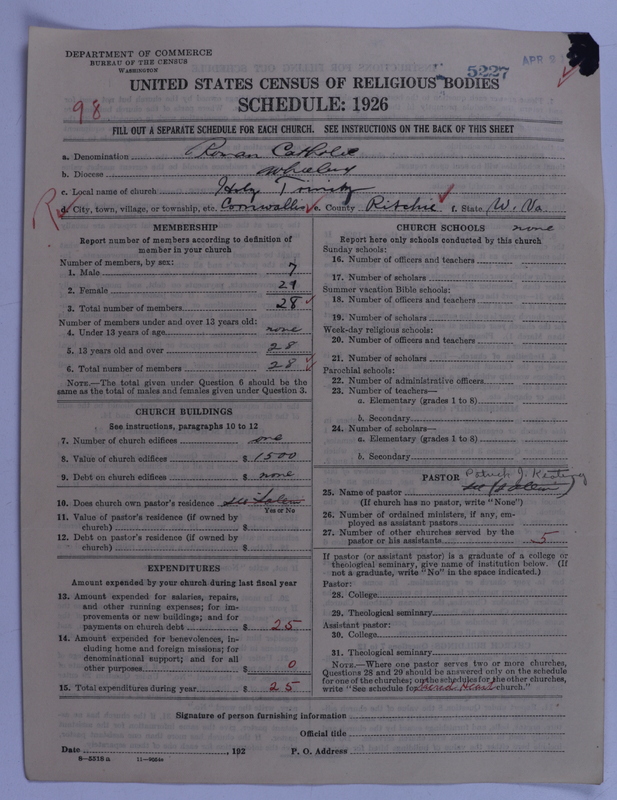 DEPARTMENT OF COMMERCE
BUREAU OF THE CENSUS
WASHINGTON
5227
APR
UNITED STATES CENSUS OF RELIGIOUS BODIES
SCHEDULE: 1926
98
FILL OUT A SEPARATE SCHEDULE FOR EACH CHURCH. SEE INSTRUCTIONS ON THE BACK OF THIS SHEET
a. Denomination Roman Catholic
b. Diocese Wheeling
c. Local name of church Holy Trinity
d. City, town, village, or township, etc. Cornwallis e. County Ritchie f. State W. Va.
MEMBERSHIP
Report number of members according to definition of
member in your church
Number of members, by sex:
1. Male 7
2. Female 21
3. Total number of members 28
Number of members under and over 13 years old:
4. Under 13 years of age none
5. 13 years old and over 28
6. Total number of members 28
NOTE.—The total given under Question 6 should be
same as the total of males and females given under Question 3.
CHURCH BUILDINGS
See instructions, paragraphs 10 to 12
7. Number of church edifices one
8. Value of church edifices $ 1500
9. Debt on church edifices $ none
10. Does church own pastor's residence see Salem
Yes or No
11. Value of pastor's residence (if owned by
church) $
12. Debt on pastor's residence (if owned by
church) $
EXPENDITURES
Amount expended by your church during last fiscal year
13. Amount expended for salaries, repairs,
and other running expenses; for im-
provements or new buildings; and for
payments on church debt $ 25
14. Amount expended for benevolences, in-
cluding home and foreign missions; for
denominational support; and for all
other purposes $ 0
15. Total expenditures during year $ 25
CHURCH SCHOOLS none
Report here only schools conducted by this church
Sunday schools:
16. Number of officers and teachers
17. Number of scholars
Summer vacation Bible schools:
18. Number of officers and teachers
19. Number of scholars
Week-day religious schools:
20. Number of officers and teachers
21. Number of scholars
Parochial schools:
22. Number of administrative officers
23. Number of teachers—
a. Elementary (grades 1 to 8)
b. Secondary
24. Number of scholars—
a. Elementary (grades 1 to 8)
b. Secondary
PASTOR Patrick J. Keating
25. Name of pastor see
(If church has no pastor, write "None")
26. Number of ordained ministers, if any, em-
ployed as assistant pastors
27. Number of other churches served by the
pastor or his assistants 5
If pastor (or assistant pastor) is a graduate of a college or
theological seminary, give name of institution below. (If
not a graduate, write "No" in the space indicated.)
Pastor:
28. College
29. Theological seminary
Assistant pastor:
30. College
31. Theological seminary
NOTE.—Where one pastor serves two or more churches,
Questions 28 and 29 should be answered only on the schedule
for one of the churches; on the schedules for the other churches,
write "See schedule for Sacred Heart church."
Signature of person furnishing information
Official title
Date , 192 P. O. Address
8—5518 a